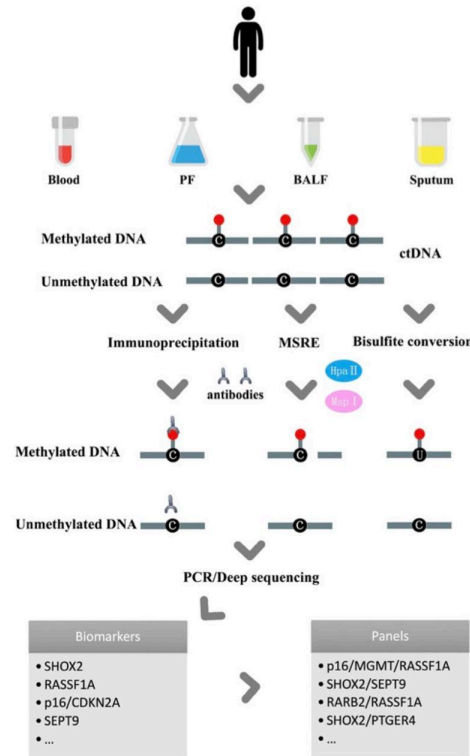 Blood PF BALF Sputum
C C C
Methylated DNA
ctDNA
Unmethylated DNA
C C C
Immunoprecipitation MSRE Bisulfite conversion
HpaⅡ
antibodies
Msp I
Methylated DNA
C C U
Unmethylated DNA
C C C
PCR/Deep sequencing
Biomarkers
• SHOX2
• RASSF1A
• p16/CDKN2A
• SEPT9
• ...
Panels
• p16/MGMT/RASSF1A
• SHOX2/SEPT9
• RARB2/RASSF1A
• SHOX2/PTGER4
• ...